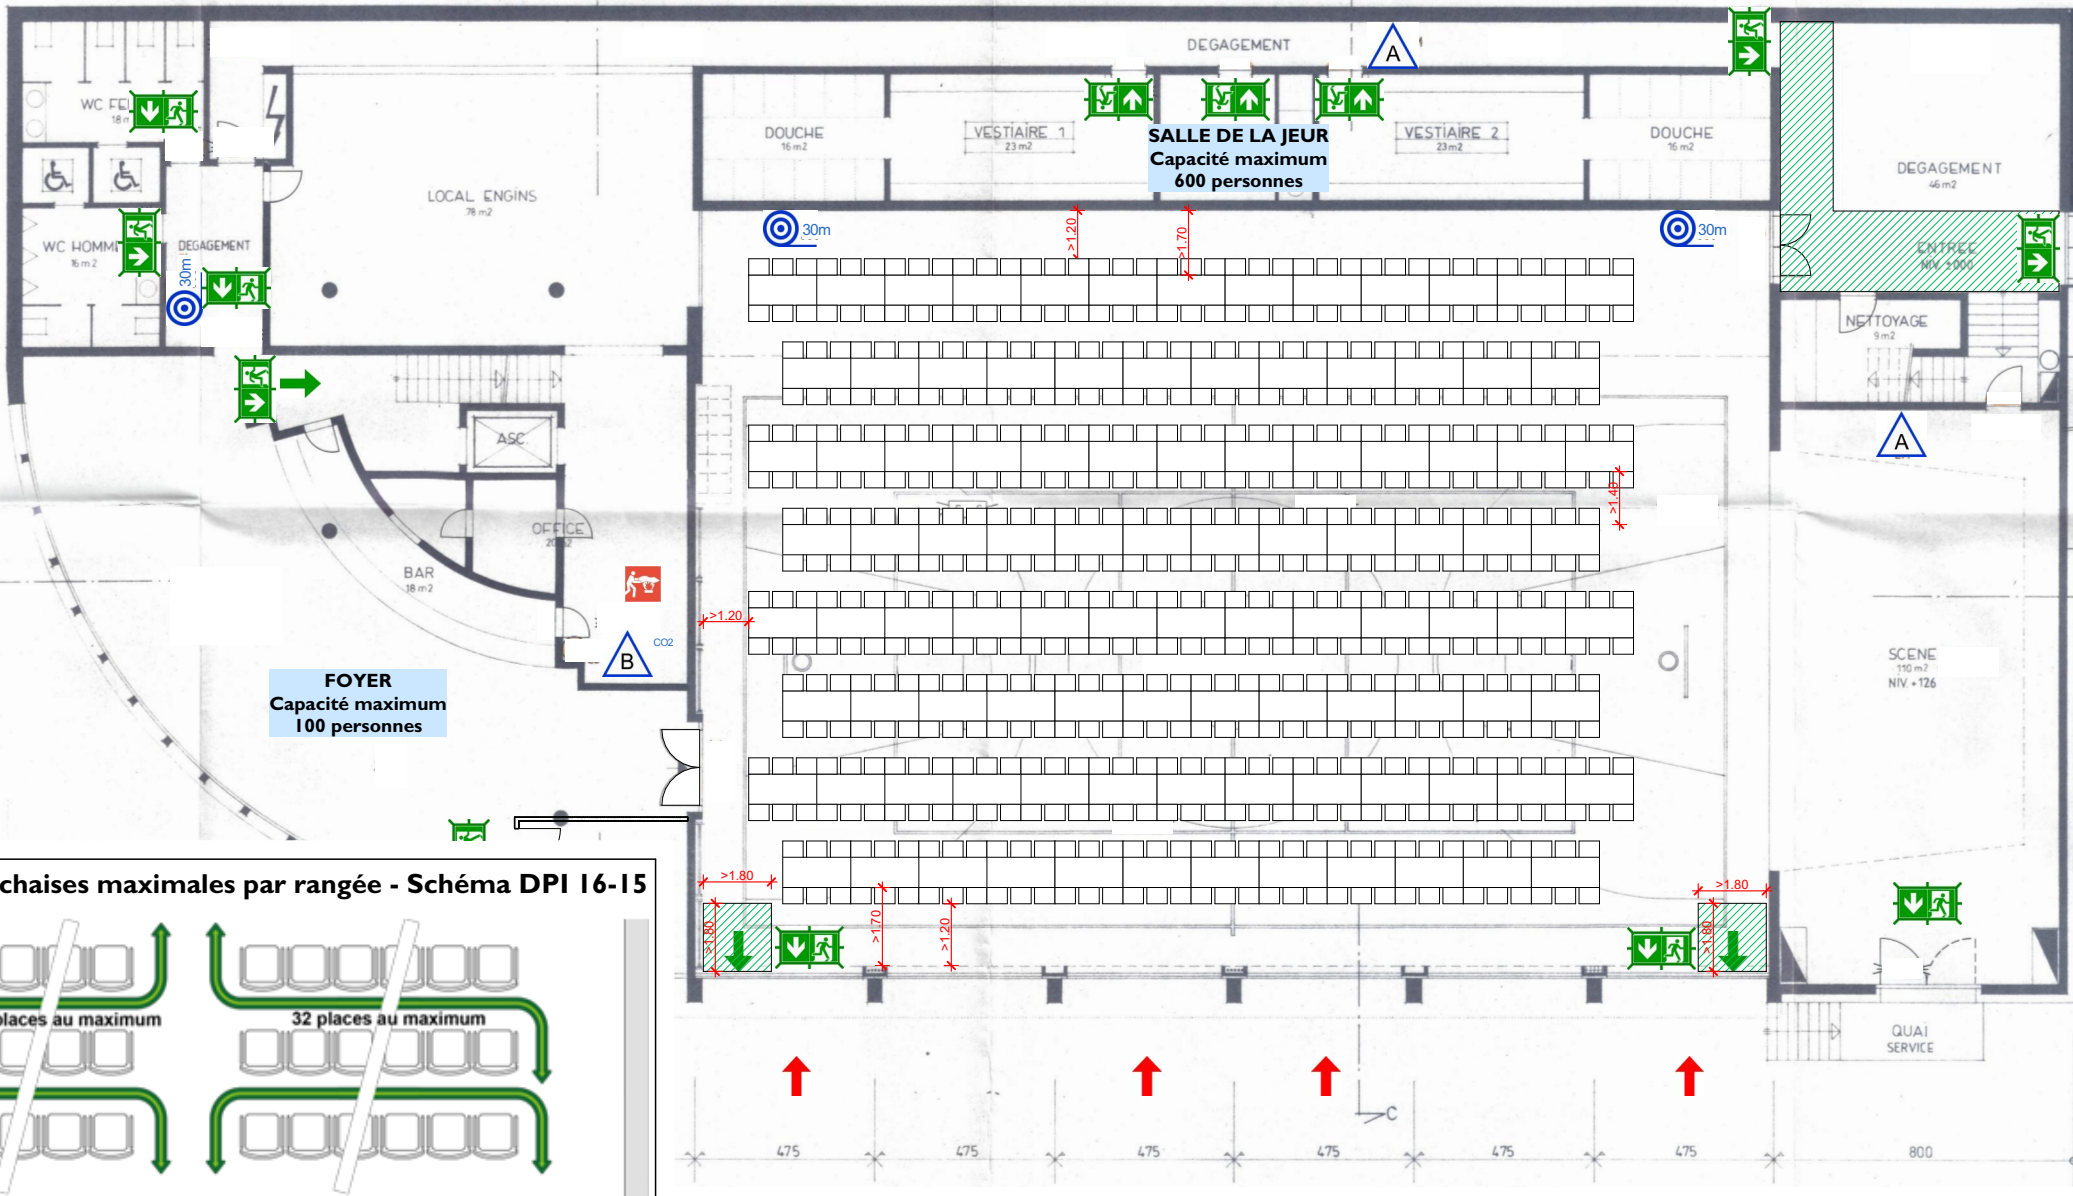 DEGAGEMENT
A
WC FE
18 m
DOUCHE
16 m2
VESTIAIRE 1
23 m2
SALLE DE LA JEUR
Capacité maximum
600 personnes
VESTIAIRE 2
23 m2
DOUCHE
16 m2
DEGAGEMENT
46 m2
LOCAL ENGINS
78 m2
WC HOMM
16 m2
DEGAGEMENT
30m
30m
>1.20
>1.70
30m
ENTREE
NIV. ±000
NETTOYAGE
9 m2
ASC.
A
>1.40
OFFICE
BAR
18 m2
>1.20
CO2
B
SCENE
110 m2
NIV. +126
FOYER
Capacité maximum
100 personnes
chaises maximales par rangée - Schéma DPI 16-15
places au maximum
32 places au maximum
>1.80
>1.80
>1.70
>1.20
>1.80
>1.80
QUAI
SERVICE
C
475
475
475
475
475
475
800